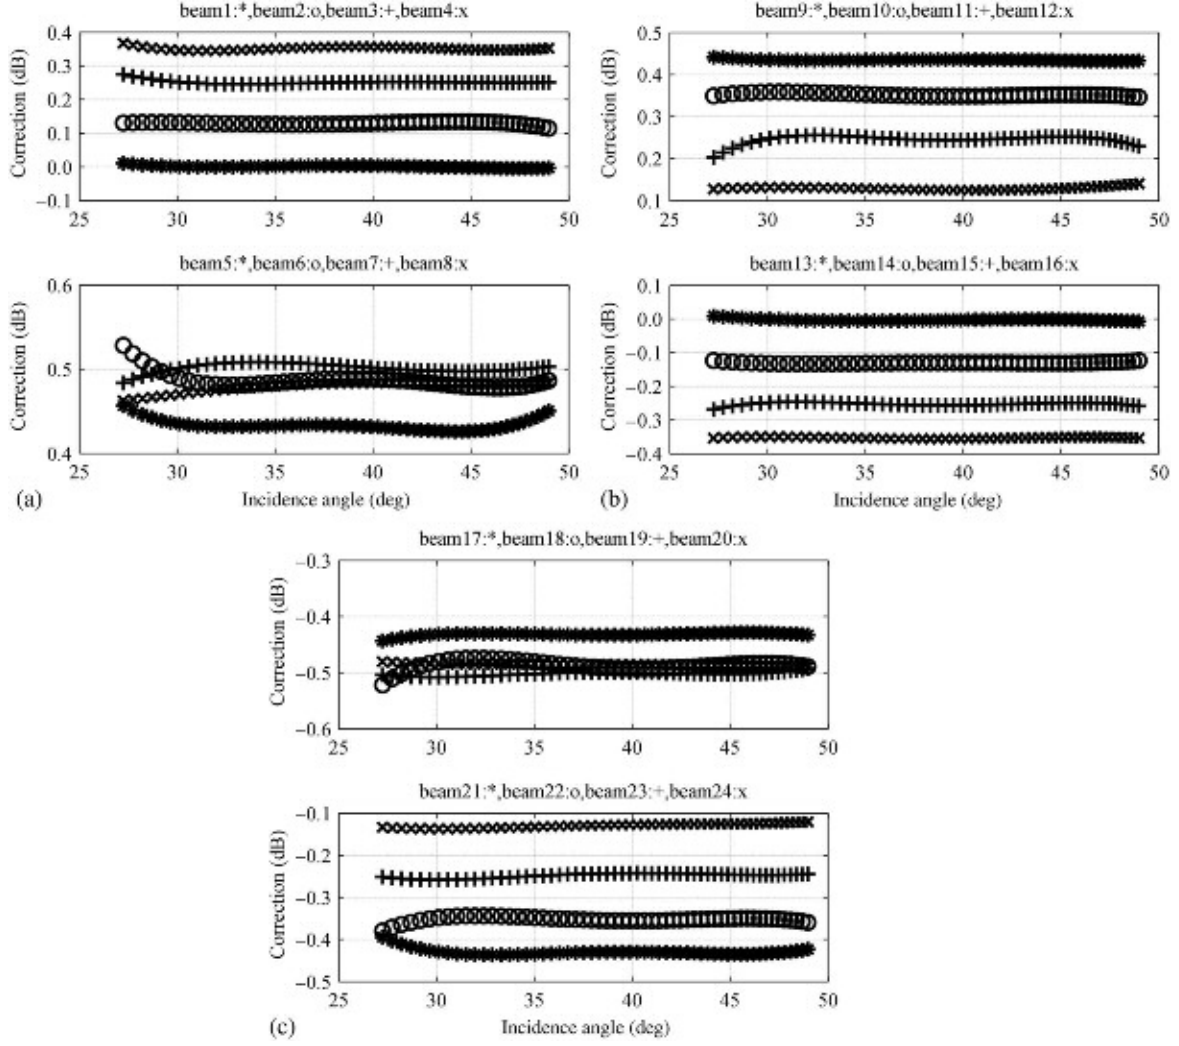 beam1:*,beam2:o,beam3:+,beam4:x
Correction (dB)
0.4
0.3
0.2
0.1
0.0
−0.1
25 30 35 40 45 50
beam5:*,beam6:o,beam7:+,beam8:x
Correction (dB)
0.6
0.5
0.4
25 30 35 40 45 50
(a) Incidence angle (deg)
beam9:*,beam10:o,beam11:+,beam12:x
Correction (dB)
0.5
0.4
0.3
0.2
0.1
25 30 35 40 45 50
beam13:*,beam14:o,beam15:+,beam16:x
Correction (dB)
0.1
0.0
−0.1
−0.2
−0.3
−0.4
25 30 35 40 45 50
(b) Incidence angle (deg)
beam17:*,beam18:o,beam19:+,beam20:x
Correction (dB)
−0.3
−0.4
−0.5
−0.6
25 30 35 40 45 50
beam21:*,beam22:o,beam23:+,beam24:x
Correction (dB)
−0.1
−0.2
−0.3
−0.4
−0.5
25 30 35 40 45 50
(c) Incidence angle (deg)